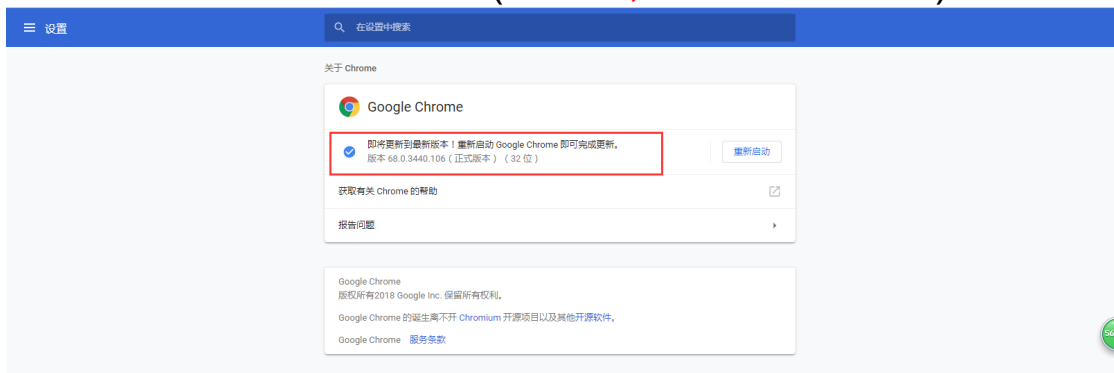 设置
在设置中搜索
关于 Chrome
Google Chrome
即将更新到最新版本！重新启动 Google Chrome 即可完成更新。
版本 68.0.3440.106（正式版本）（32 位）
重新启动
获取有关 Chrome 的帮助
报告问题
Google Chrome
版权所有2018 Google Inc. 保留所有权利。
Google Chrome 的诞生离不开 Chromium 开源项目以及其他开源软件。
Google Chrome 服务条款